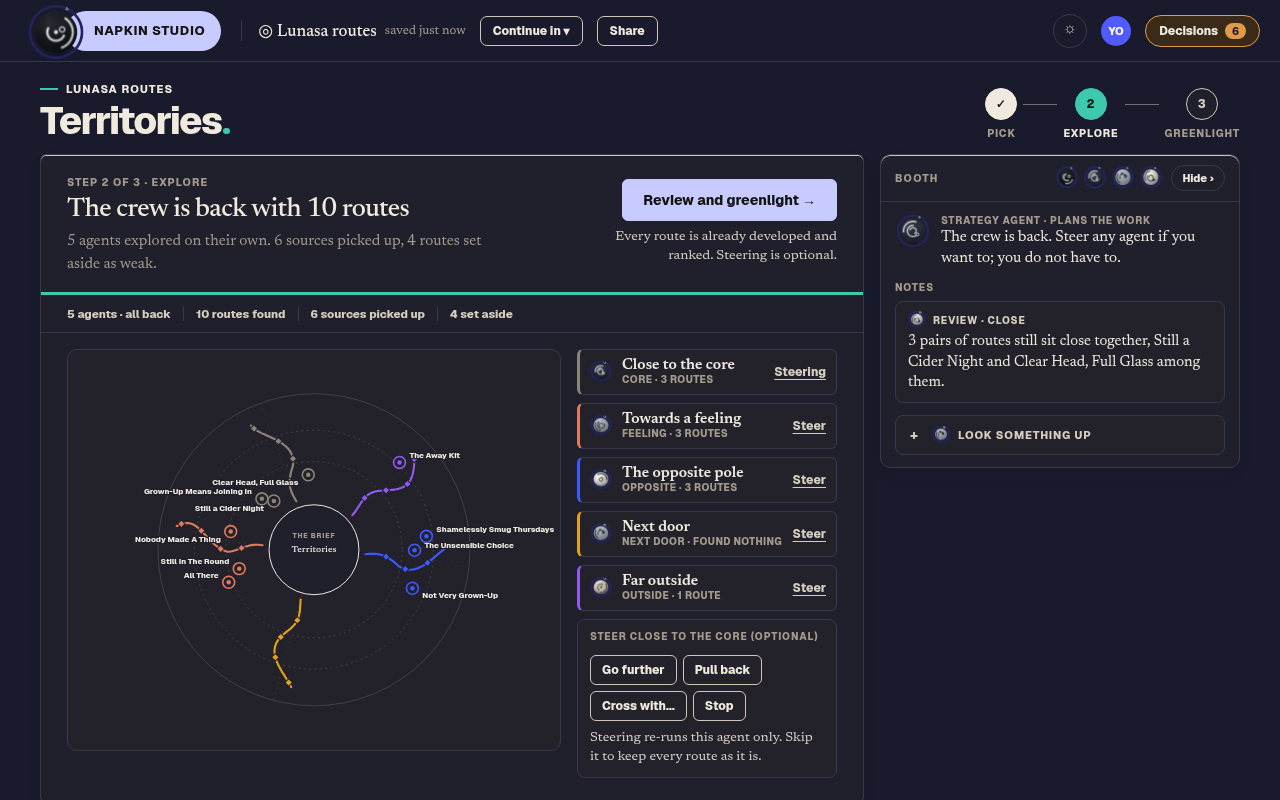 NAPKIN STUDIO
◎ Lunasa routes
saved just now
Continue in ▾
Share
YO
Decisions 6
LUNASA ROUTES
Territories.
✓
2
3
PICK
EXPLORE
GREENLIGHT
STEP 2 OF 3 · EXPLORE
The crew is back with 10 routes
5 agents explored on their own. 6 sources picked up, 4 routes set
aside as weak.
Review and greenlight →
Every route is already developed and
ranked. Steering is optional.
5 agents · all back
10 routes found
6 sources picked up
4 set aside
The Away Kit
Clear Head, Full Glass
Grown-Up Means Joining In
Still a Cider Night
Shamelessly Smug Thursdays
Nobody Made A Thing
The Unsensible Choice
THE BRIEF
Territories
Still In The Round
All There
Not Very Grown-Up
Close to the core
CORE · 3 ROUTES
Steering
Towards a feeling
FEELING · 3 ROUTES
Steer
The opposite pole
OPPOSITE · 3 ROUTES
Steer
Next door
NEXT DOOR · FOUND NOTHING
Steer
Far outside
OUTSIDE · 1 ROUTE
Steer
STEER CLOSE TO THE CORE (OPTIONAL)
Go further
Pull back
Cross with...
Stop
Steering re-runs this agent only. Skip
it to keep every route as it is.
BOOTH
Hide ›
STRATEGY AGENT · PLANS THE WORK
The crew is back. Steer any agent if you
want to; you do not have to.
NOTES
REVIEW · CLOSE
3 pairs of routes still sit close together, Still a
Cider Night and Clear Head, Full Glass among
them.
+ LOOK SOMETHING UP